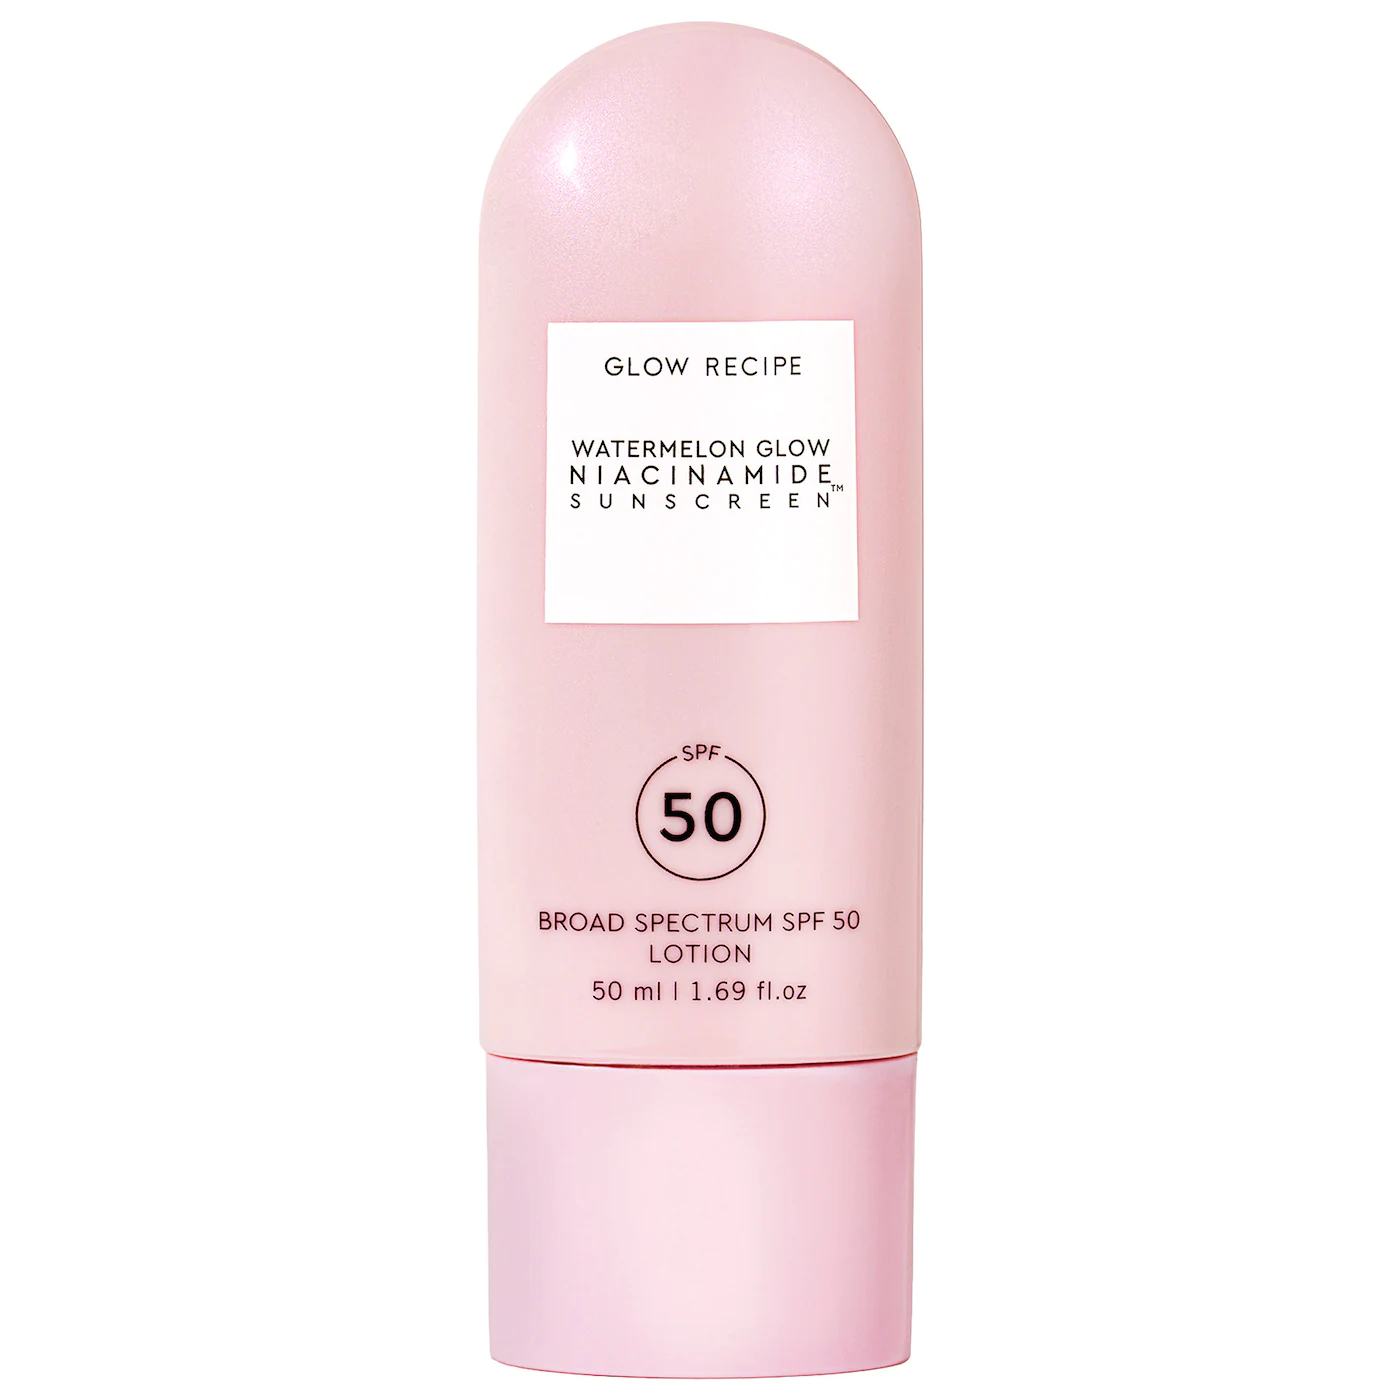 GLOW RECIPE
WATERMELON GLOW
NIACINAMIDE
SUNSCREEN™
SPF
50
BROAD SPECTRUM SPF 50
LOTION
50 ml | 1.69 fl.oz